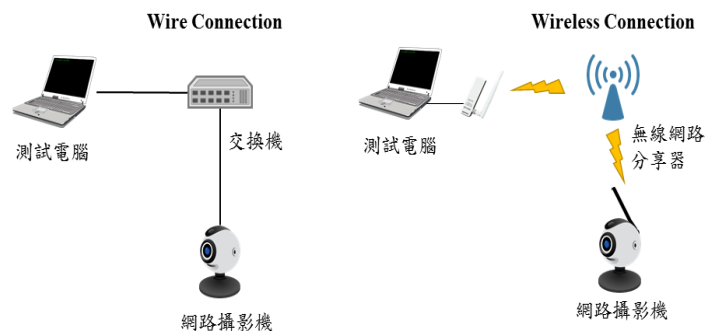 Wire Connection
測試電腦
交換機
網路攝影機
Wireless Connection
測試電腦
無線網路
分享器
網路攝影機